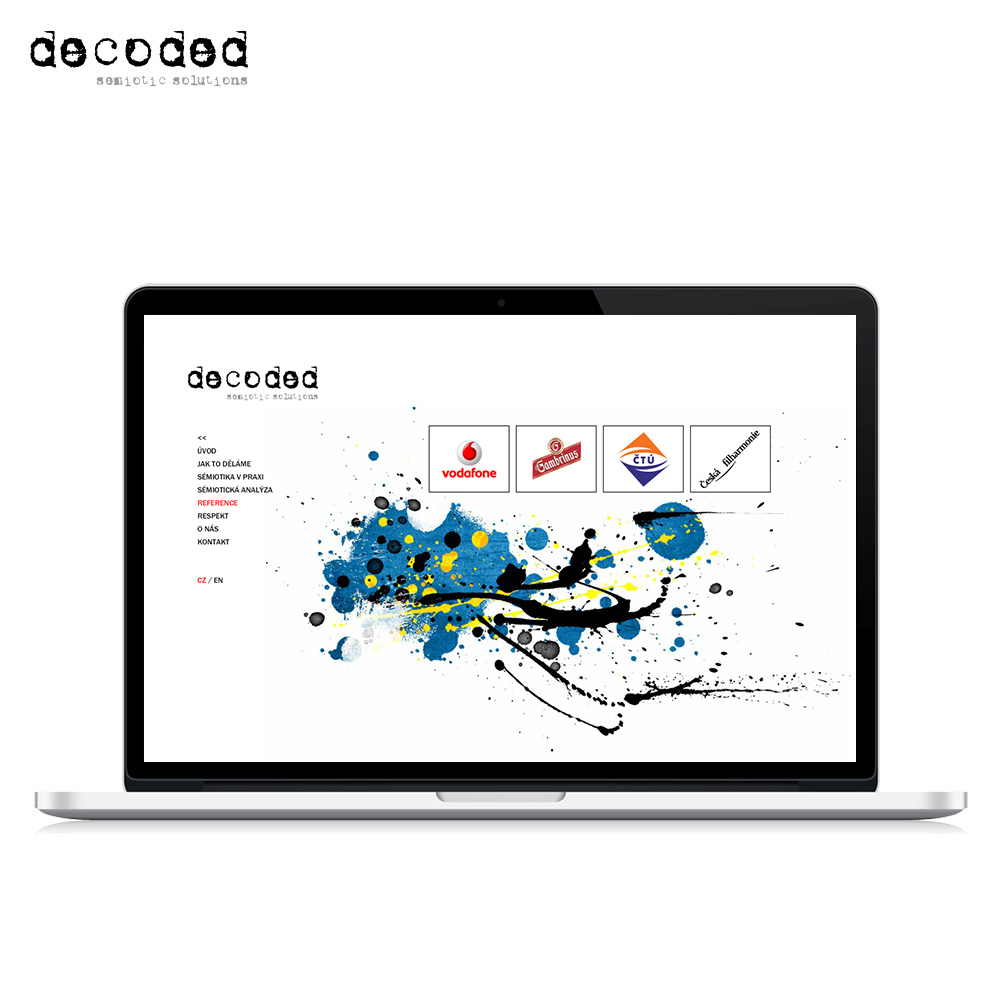 decoded
semiotic solutions
decoded
semiotic solutions
<<
ÚVOD
JAK TO DĚLÁME
SÉMIOTIKA V PRAXI
SÉMIOTICKÁ ANALÝZA
REFERENCE
RESPEKT
O NÁS
KONTAKT
CZ / EN
vodafone
Gambrinus
ČTÚ
Česká filharmonie